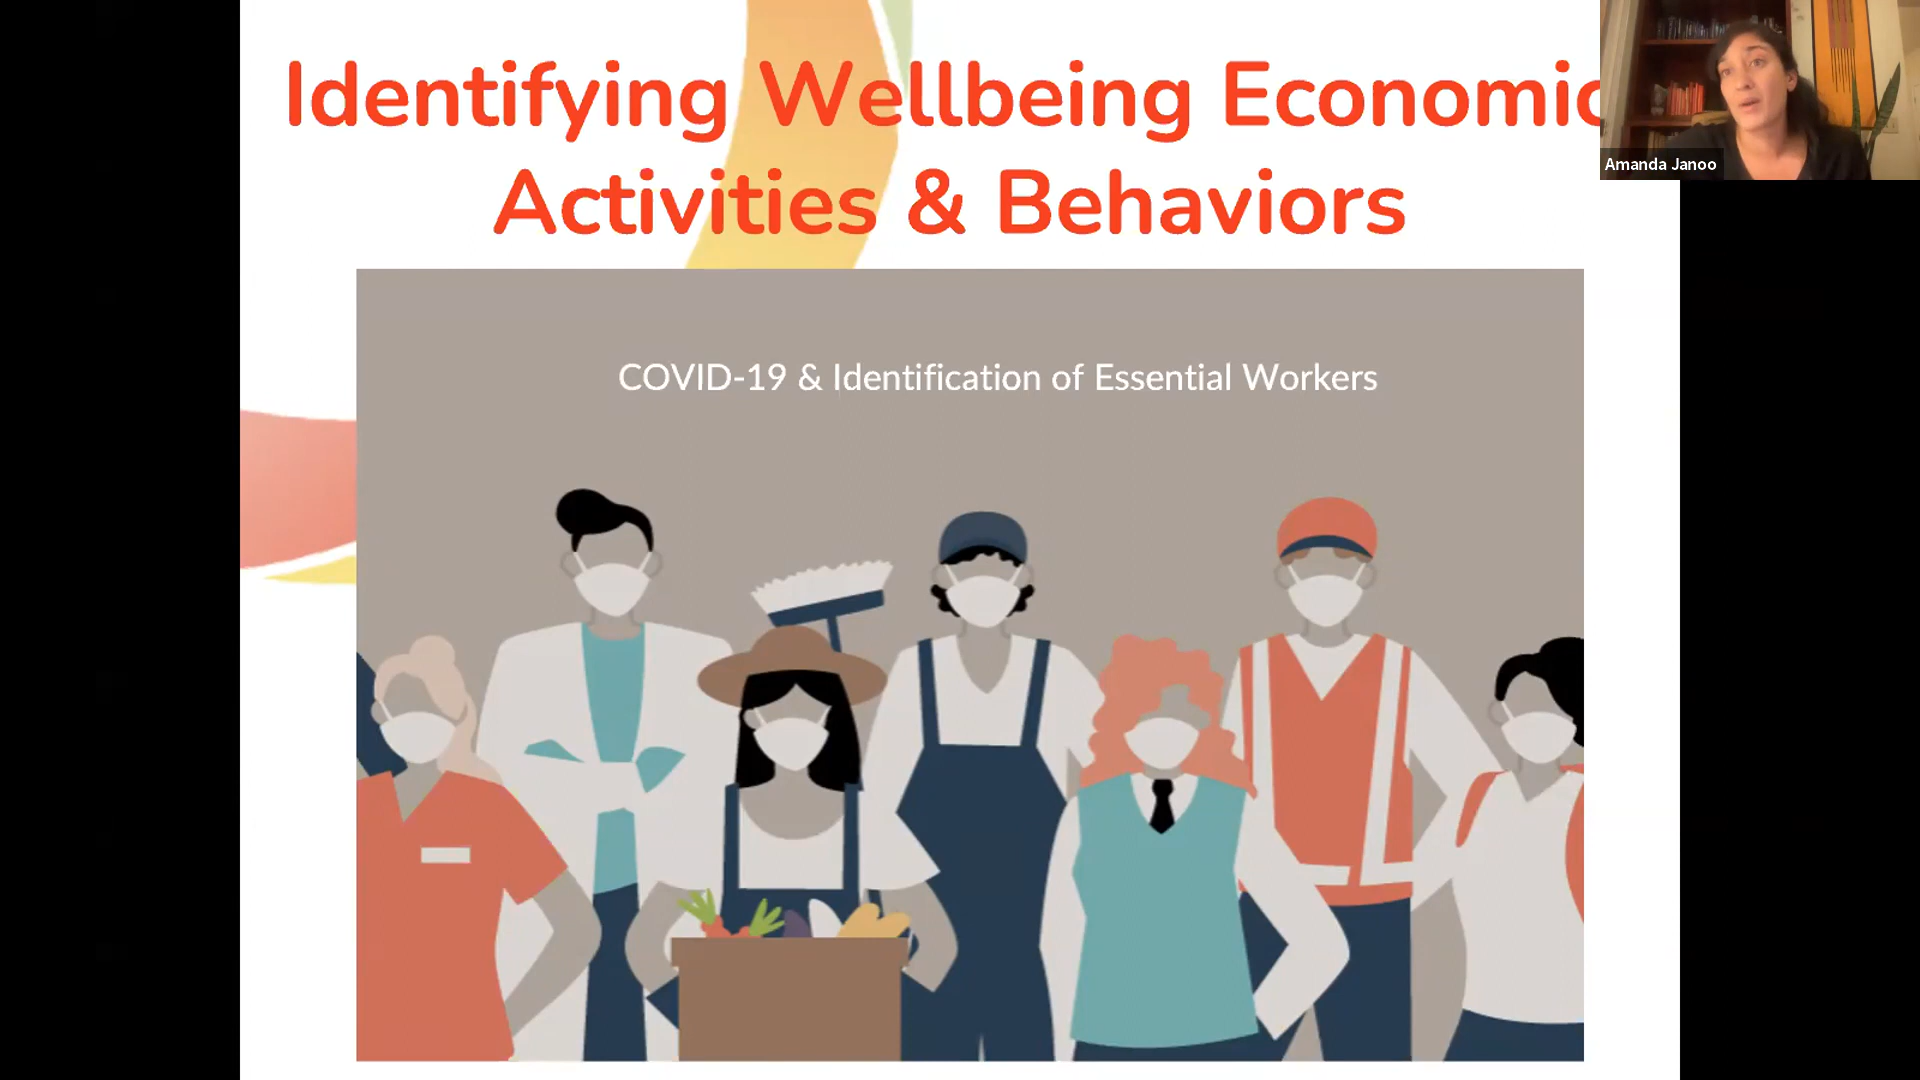 Identifying Wellbeing Economic
Activities & Behaviors
Amanda Janoo
COVID-19 & Identification of Essential Workers